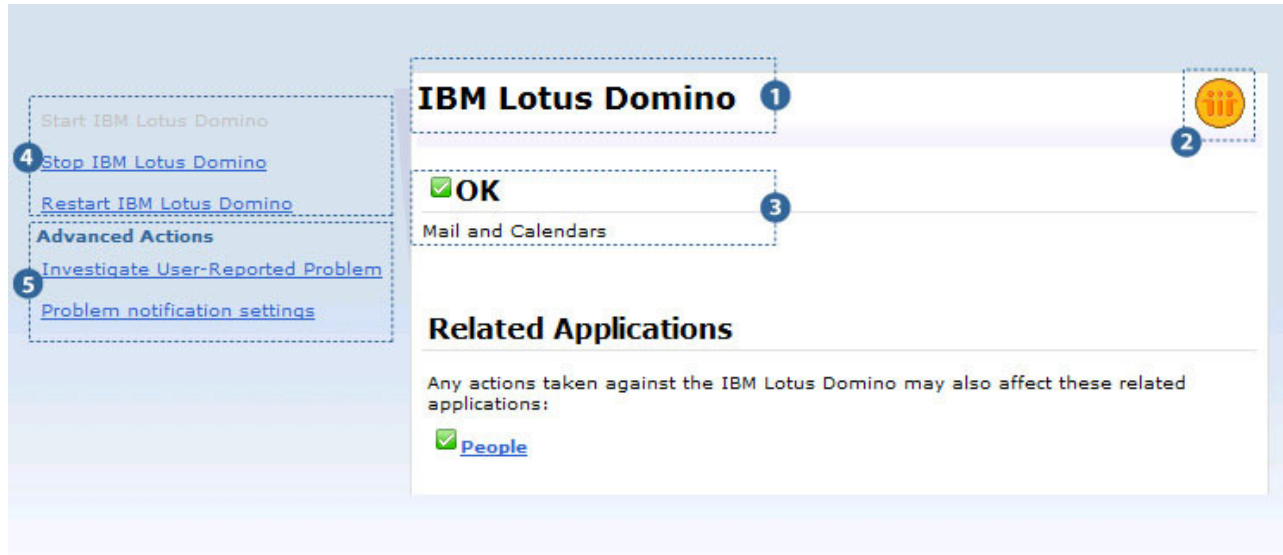 Start IBM Lotus Domino
4
Stop IBM Lotus Domino
Restart IBM Lotus Domino
Advanced Actions
Investigate User-Reported Problem
5
Problem notification settings
IBM Lotus Domino
1
2
OK
3
Mail and Calendars
Related Applications
Any actions taken against the IBM Lotus Domino may also affect these related
applications:
People